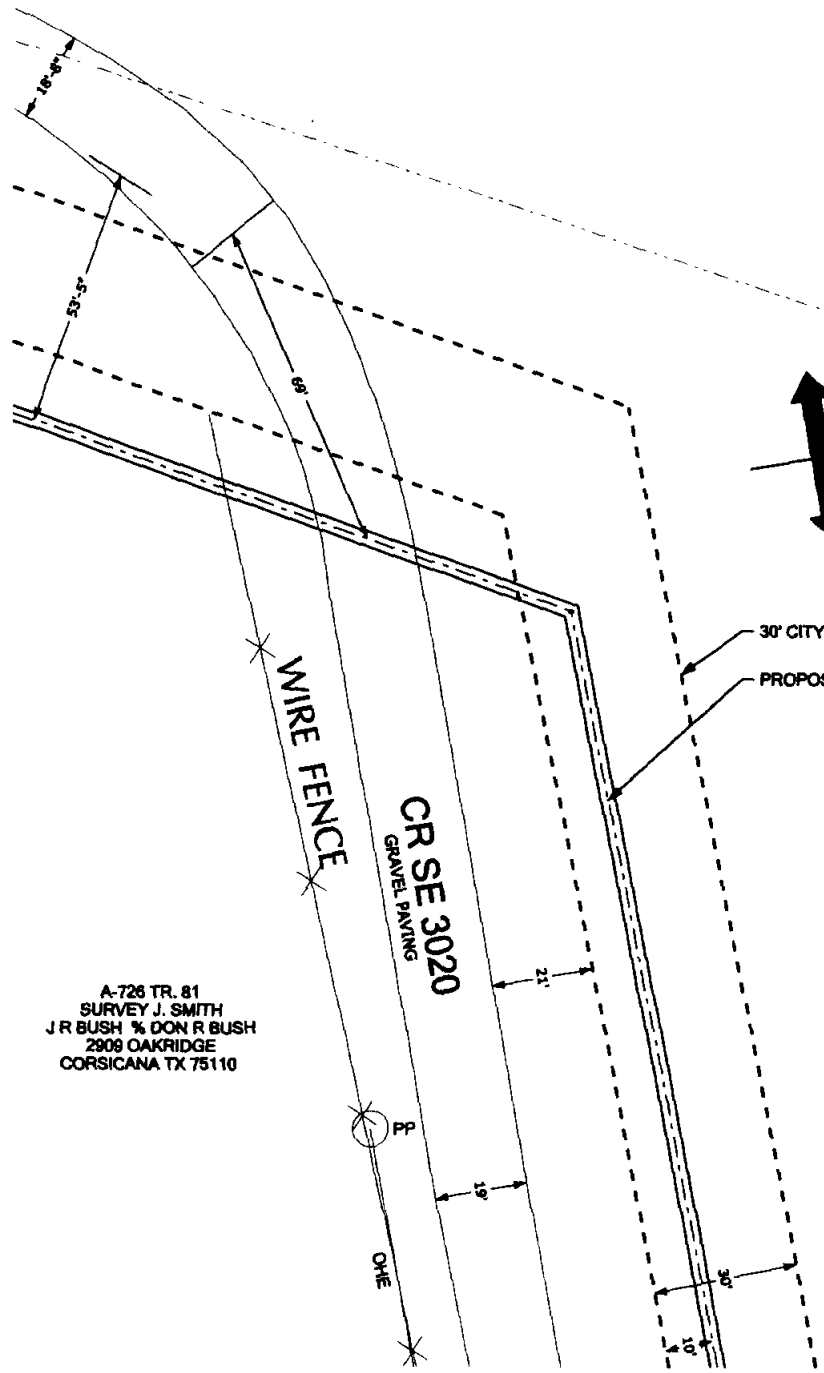 18'-8"
53'-5"
69'
30' CITY
PROPOS
WIRE FENCE
CR SE 3020
GRAVEL PAVING
21'
A-726 TR. 81
SURVEY J. SMITH
J R BUSH % DON R BUSH
2909 OAKRIDGE
CORSICANA TX 75110
PP
19'
OHE
30'
10'